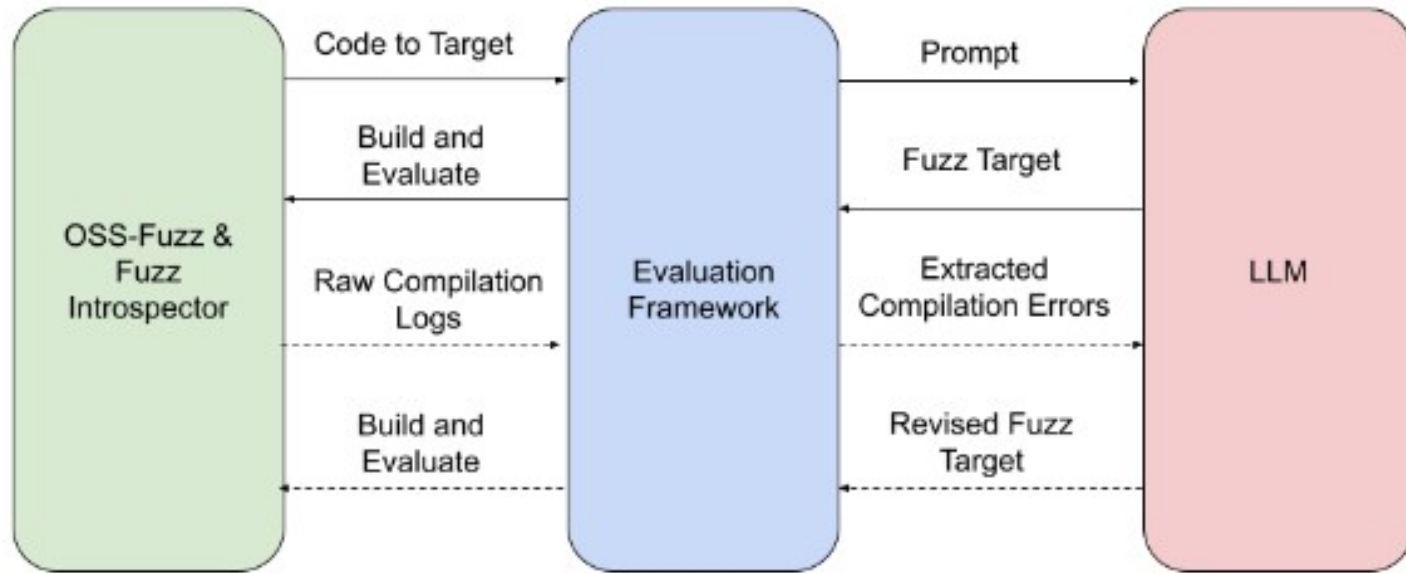 Code to Target
Prompt
Build and
Evaluate
Fuzz Target
OSS-Fuzz &
Fuzz
Introspector
Raw Compilation
Logs
Evaluation
Framework
Extracted
Compilation Errors
LLM
Build and
Evaluate
Revised Fuzz
Target